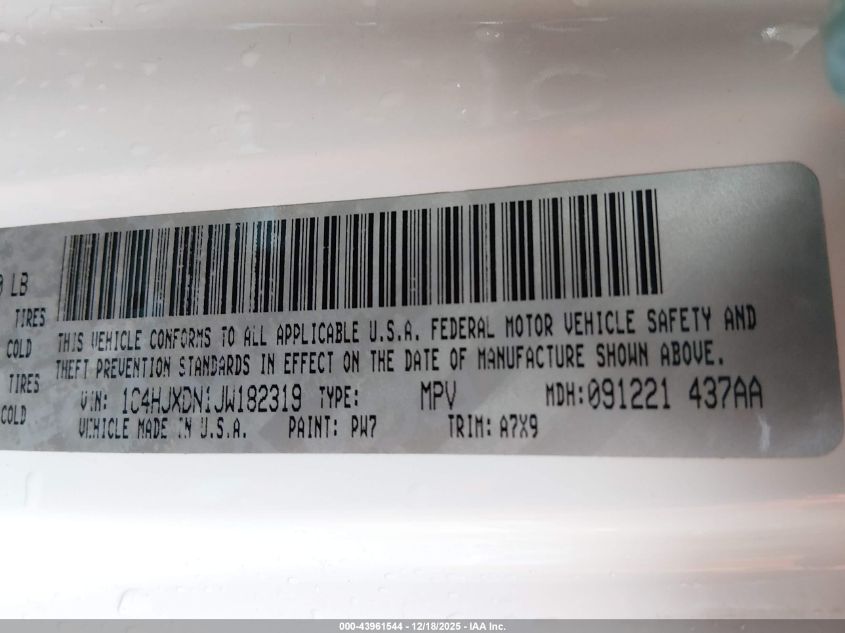 0 LB
TIRES
COLD
TIRES
COLD
THIS VEHICLE CONFORMS TO ALL APPLICABLE U.S.A. FEDERAL MOTOR VEHICLE SAFETY AND
THEFT PREVENTION STANDARDS IN EFFECT ON THE DATE OF MANUFACTURE SHOWN ABOVE.
VIN: 1C4HJXDN1JW182319 TYPE: MPV MDH:091221 437AA
VEHICLE MADE IN U.S.A. PAINT: PW7 TRIM: A7X9
000-43961544 - 12/18/2025 - IAA Inc.